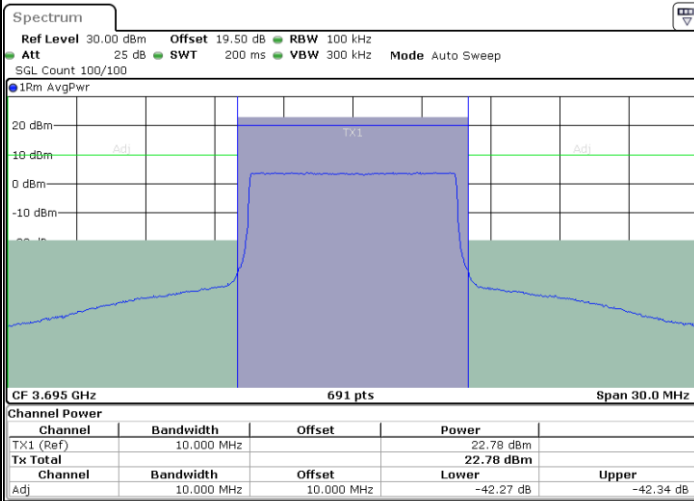 Spectrum
Ref Level 30.00 dBm Offset 19.50 dB RBW 100 kHz
Att 25 dB SWT 200 ms VBW 300 kHz Mode Auto Sweep
SGL Count 100/100
1Rm AvgPwr
20 dBm
TX1
Adj Adj
10 dBm
0 dBm
-10 dBm
CF 3.695 GHz 691 pts Span 30.0 MHz
Channel Power
Channel Bandwidth Offset Power
TX1 (Ref) 10.000 MHz 22.78 dBm
Tx Total 22.78 dBm
Channel Bandwidth Offset Lower Upper
Adj 10.000 MHz 10.000 MHz -42.27 dB -42.34 dB